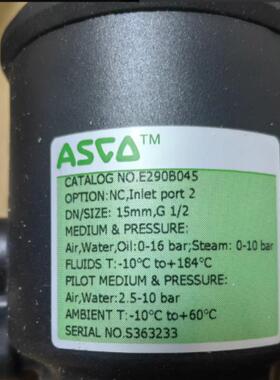 ASCO™
CATALOG NO.E290B045
OPTION:NC,Inlet port 2
DN/SIZE: 15mm,G 1/2
MEDIUM & PRESSURE:
Air,Water,Oil:0-16 bar;Steam: 0-10 bar
FLUIDS T:-10°C to+184°C
PILOT MEDIUM & PRESSURE:
Air,Water:2.5-10 bar
AMBIENT T:-10°C to+60°C
SERIAL NO.S363233